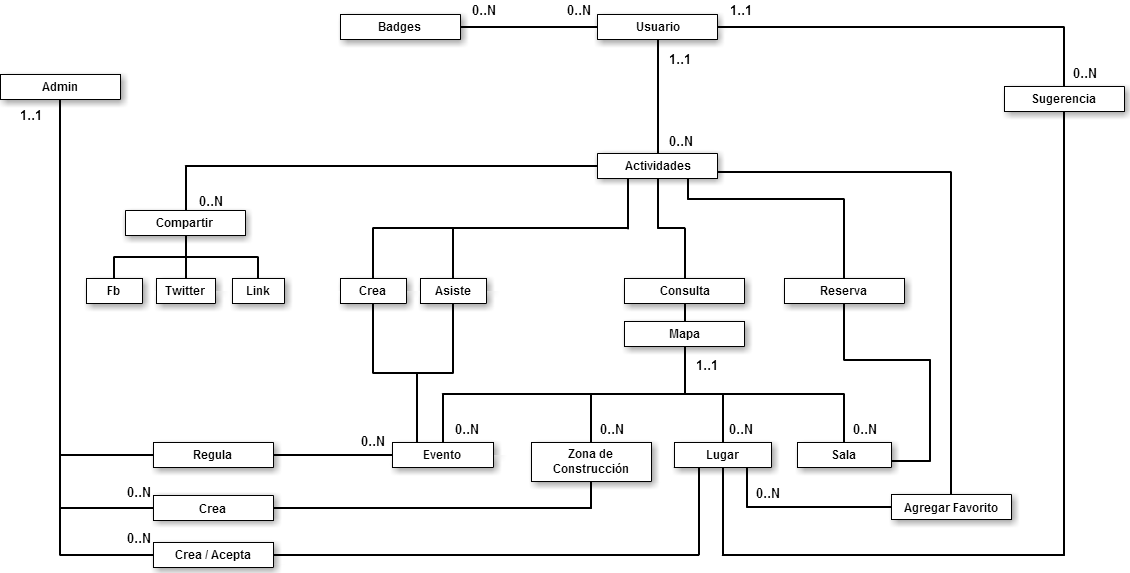 0..N
0..N
1..1
Badges
Usuario
1..1
0..N
Admin
Sugerencia
1..1
0..N
Actividades
0..N
Compartir
Fb
Twitter
Link
Crea
Asiste
Consulta
Reserva
Mapa
1..1
0..N
0..N
0..N
0..N
0..N
Regula
Evento
Zona de
Construcción
Lugar
Sala
0..N
0..N
Crea
Agregar Favorito
0..N
Crea / Acepta